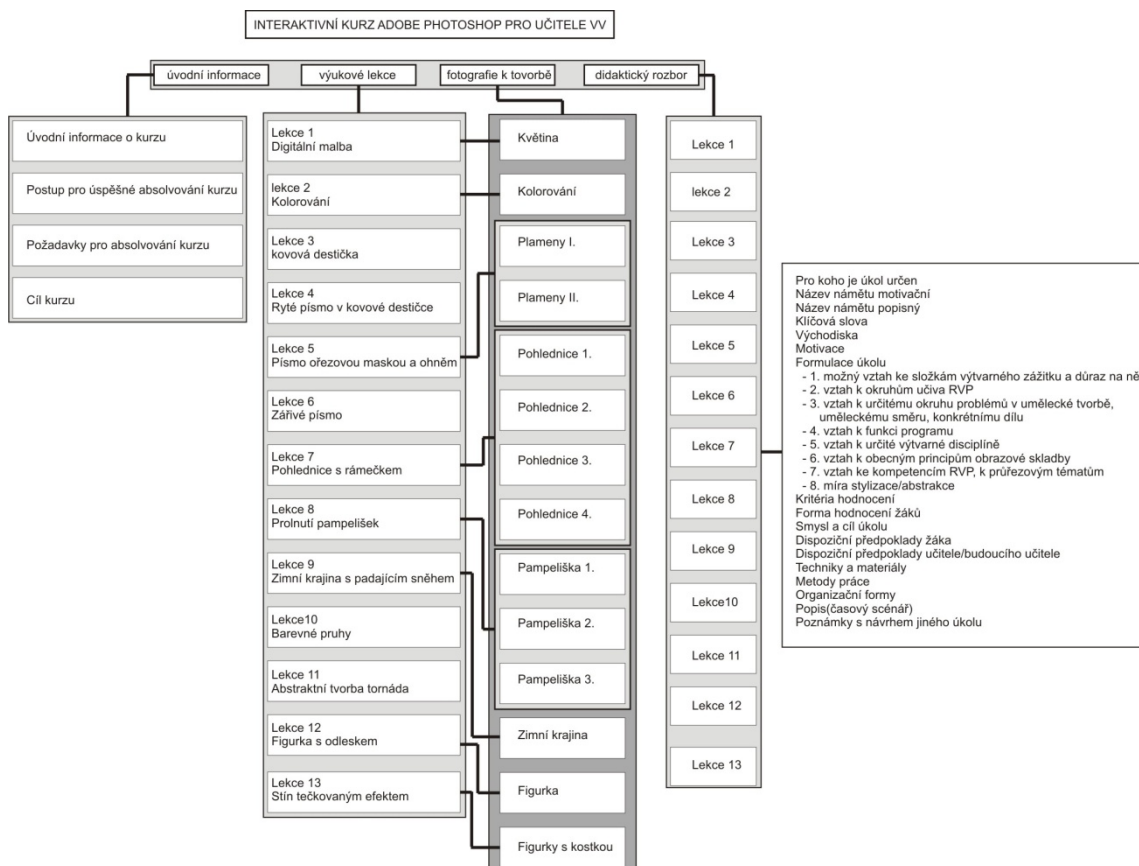 INTERAKTIVNÍ KURZ ADOBE PHOTOSHOP PRO UČITELE VV
úvodní informace
výukové lekce
fotografie k tovorbě
didaktický rozbor
Úvodní informace o kurzu
Postup pro úspěšné absolvování kurzu
Požadavky pro absolvování kurzu
Cíl kurzu
Lekce 1
Digitální malba
lekce 2
Kolorování
Lekce 3
kovová destička
Lekce 4
Ryté písmo v kovové destičce
Lekce 5
Písmo ořezovou maskou a ohněm
Lekce 6
Zářivé písmo
Lekce 7
Pohlednice s rámečkem
Lekce 8
Prolnutí pampelišek
Lekce 9
Zimní krajina s padajícím sněhem
Lekce10
Barevné pruhy
Lekce 11
Abstraktní tvorba tornáda
Lekce 12
Figurka s odleskem
Lekce 13
Stín tečkovaným efektem
Květina
Kolorování
Plameny I.
Plameny II.
Pohlednice 1.
Pohlednice 2.
Pohlednice 3.
Pohlednice 4.
Pampeliška 1.
Pampeliška 2.
Pampeliška 3.
Zimní krajina
Figurka
Figurky s kostkou
Lekce 1
lekce 2
Lekce 3
Lekce 4
Lekce 5
Lekce 6
Lekce 7
Lekce 8
Lekce 9
Lekce10
Lekce 11
Lekce 12
Lekce 13
Pro koho je úkol určen
Název námětu motivační
Název námětu popisný
Klíčová slova
Východiska
Motivace
Formulace úkolu
- 1. možný vztah ke složkám výtvarného zážitku a důraz na ně
- 2. vztah k okruhům učiva RVP
- 3. vztah k určitému okruhu problémů v umělecké tvorbě,
uměleckému směru, konkrétnímu dílu
- 4. vztah k funkci programu
- 5. vztah k určité výtvarné disciplíně
- 6. vztah k obecným principům obrazové skladby
- 7. vztah ke kompetencím RVP, k průřezovým tématům
- 8. míra stylizace/abstrakce
Kritéria hodnocení
Forma hodnocení žáků
Smysl a cíl úkolu
Dispoziční předpoklady žáka
Dispoziční předpoklady učitele/budoucího učitele
Techniky a materiály
Metody práce
Organizační formy
Popis(časový scénář)
Poznámky s návrhem jiného úkolu